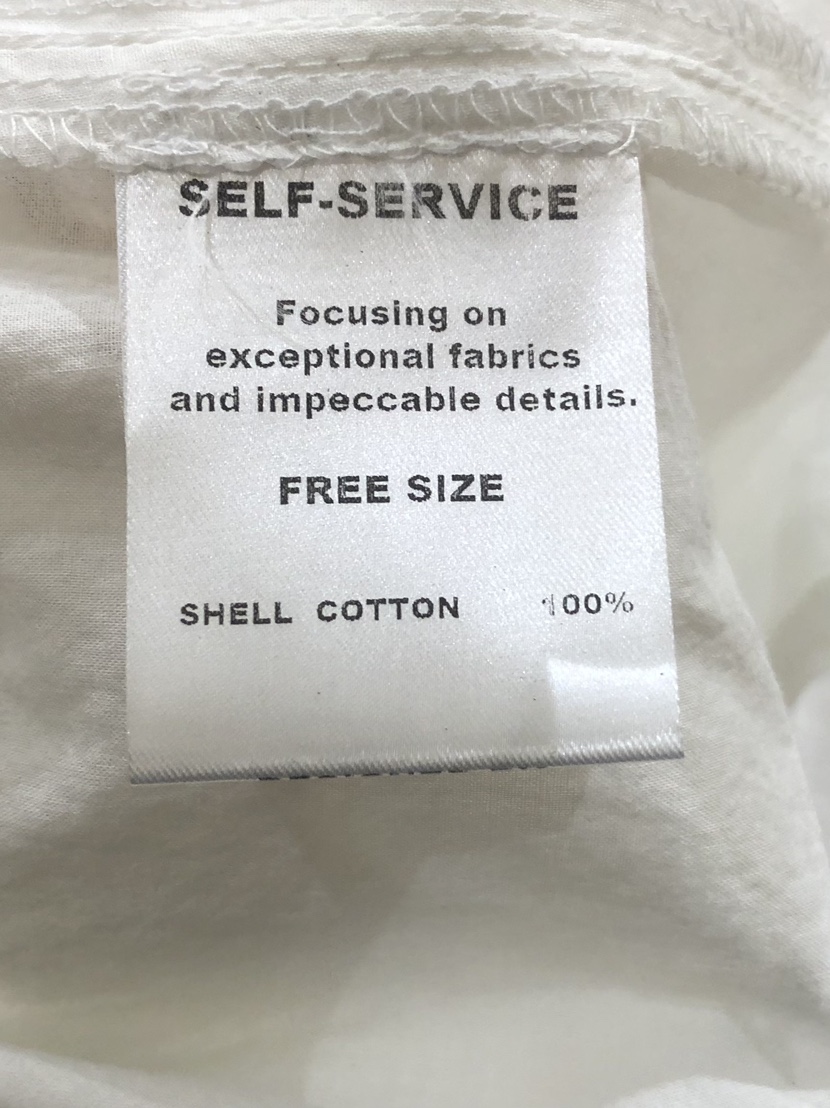 SELF-SERVICE
Focusing on
exceptional fabrics
and impeccable details.
FREE SIZE
SHELL COTTON 100%